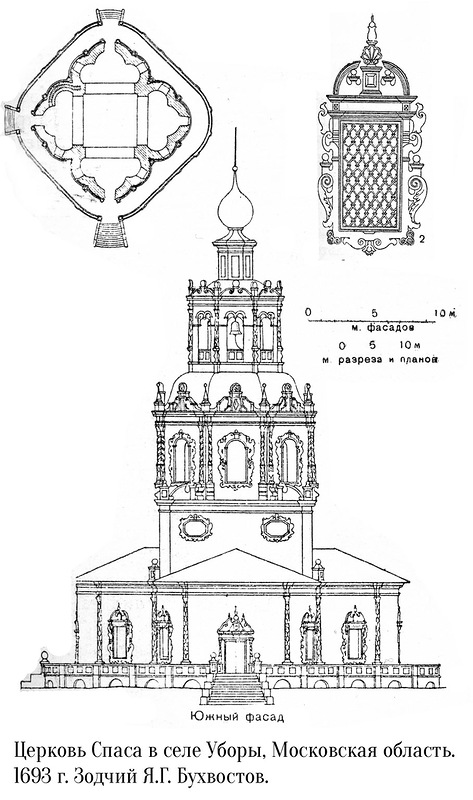 2
0 5 10 м.
м. фасадов
0 5 10 м
м. разреза и планов
Южный фасад
Церковь Спаса в селе Уборы, Московская область.
1693 г. Зодчий Я.Г. Бухвостов.